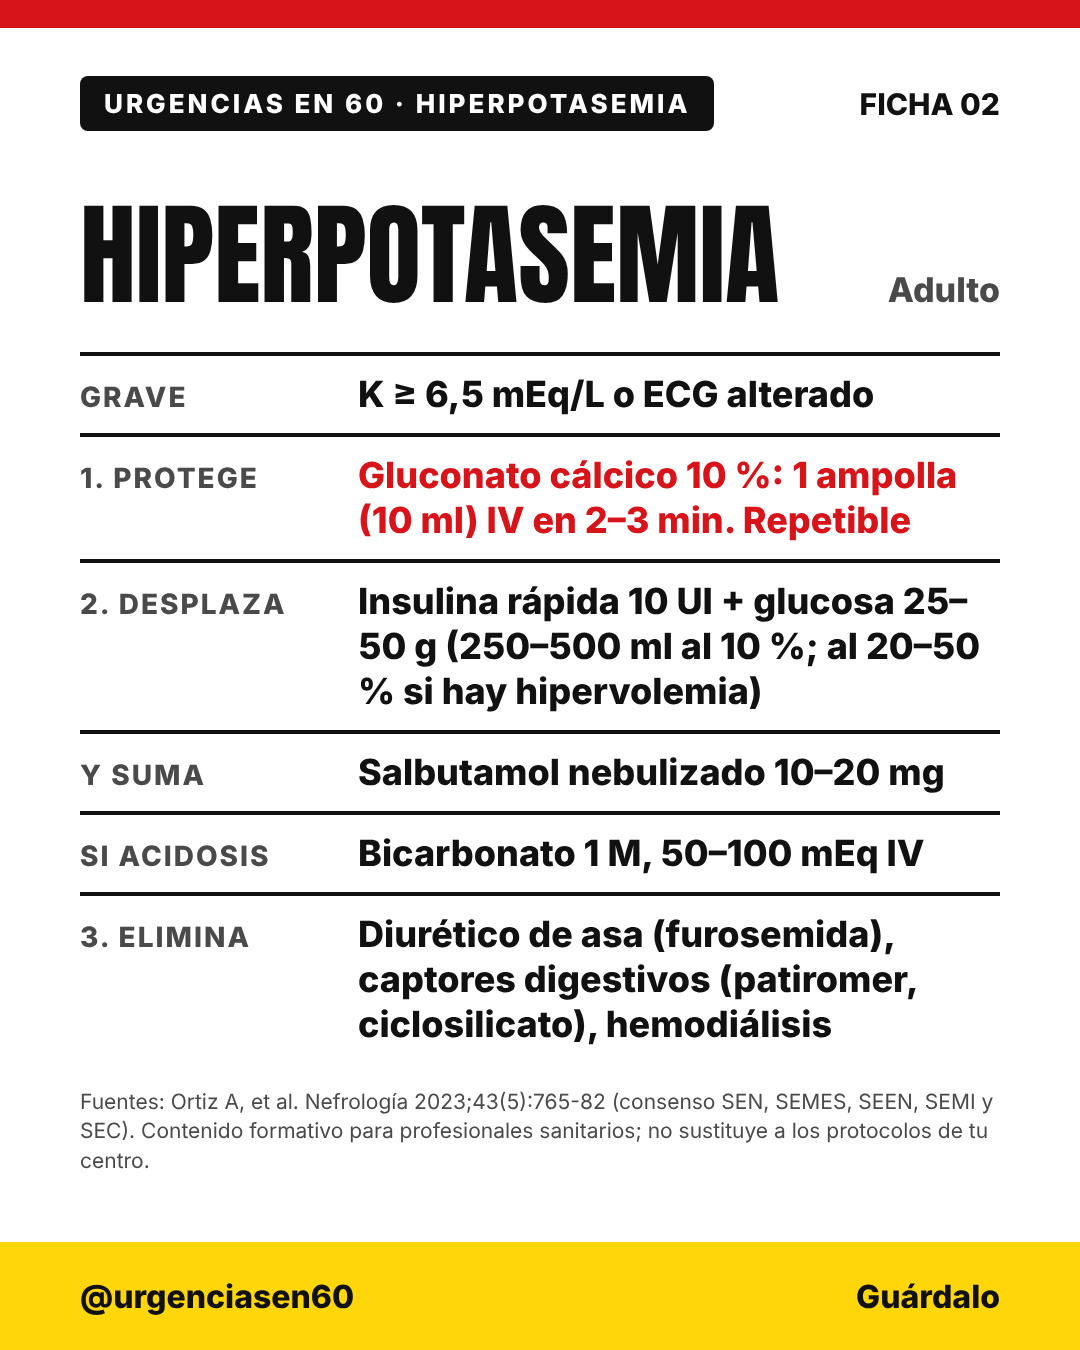 URGENCIAS EN 60 · HIPERPOTASEMIA
FICHA 02
HIPERPOTASEMIA
Adulto
GRAVE
K ≥ 6,5 mEq/L o ECG alterado
1. PROTEGE
Gluconato cálcico 10 %: 1 ampolla
(10 ml) IV en 2–3 min. Repetible
2. DESPLAZA
Insulina rápida 10 UI + glucosa 25–
50 g (250–500 ml al 10 %; al 20–50
% si hay hipervolemia)
Y SUMA
Salbutamol nebulizado 10–20 mg
SI ACIDOSIS
Bicarbonato 1 M, 50–100 mEq IV
3. ELIMINA
Diurético de asa (furosemida),
captores digestivos (patiromer,
ciclosilicato), hemodiálisis
Fuentes: Ortiz A, et al. Nefrología 2023;43(5):765-82 (consenso SEN, SEMES, SEEN, SEMI y
SEC). Contenido formativo para profesionales sanitarios; no sustituye a los protocolos de tu
centro.
@urgenciasen60
Guárdalo